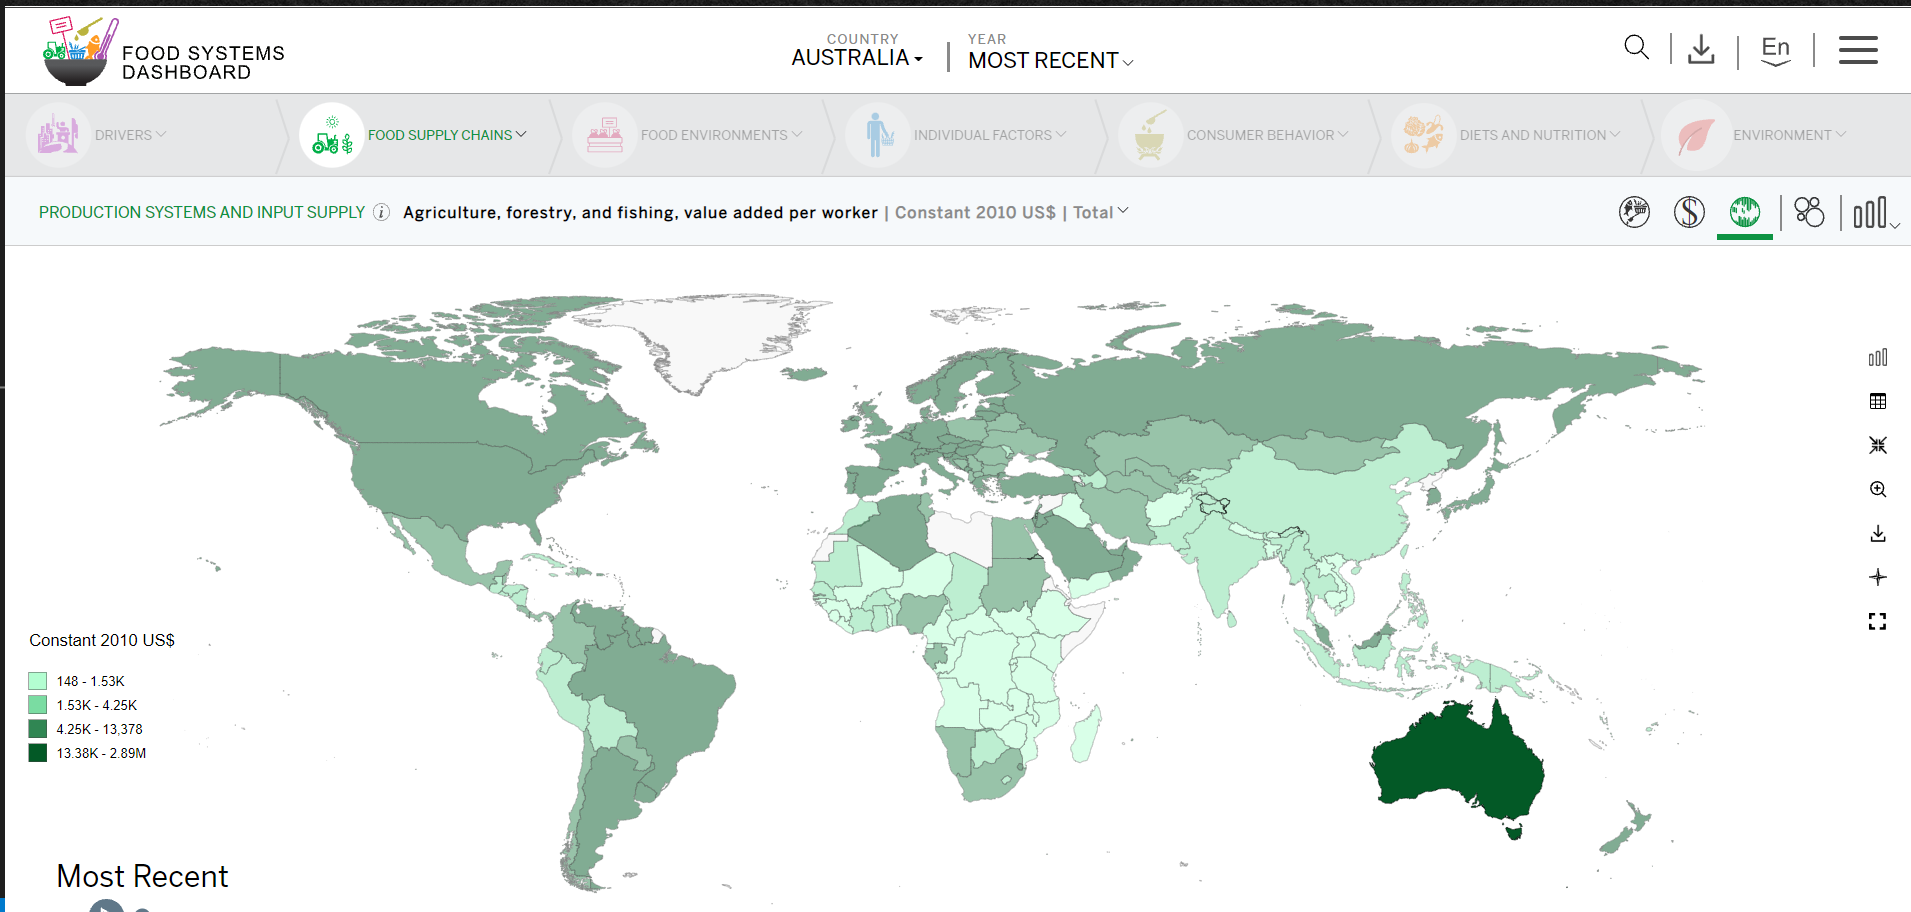 FOOD SYSTEMS
DASHBOARD
COUNTRY
AUSTRALIA
YEAR
MOST RECENT
En
DRIVERS
FOOD SUPPLY CHAINS
FOOD ENVIRONMENTS
INDIVIDUAL FACTORS
CONSUMER BEHAVIOR
DIETS AND NUTRITION
ENVIRONMENT
PRODUCTION SYSTEMS AND INPUT SUPPLY i Agriculture, forestry, and fishing, value added per worker | Constant 2010 US$ | Total
$
Constant 2010 US$
148 - 1.53K
1.53K - 4.25K
4.25K - 13,378
13.38K - 2.89M
Most Recent